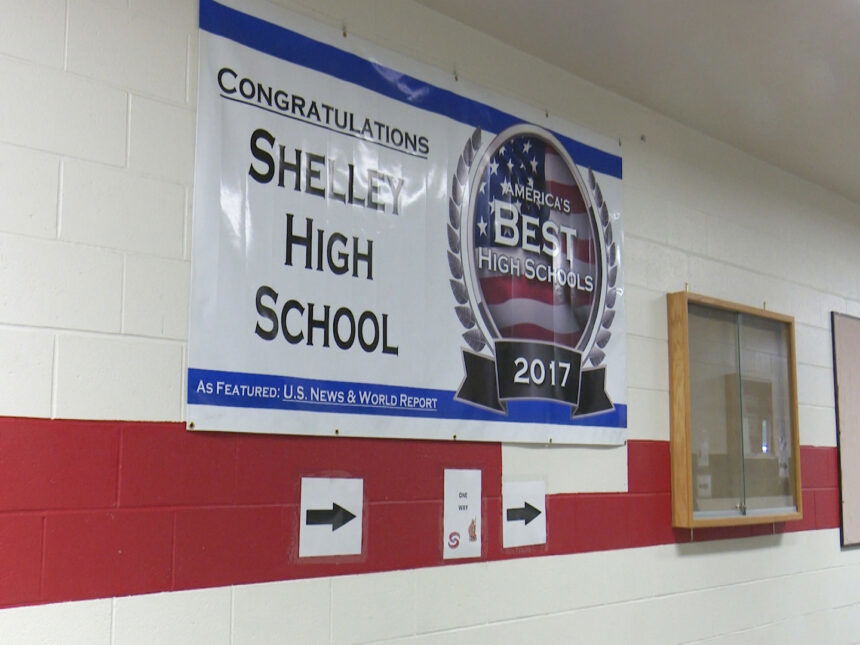 CONGRATULATIONS
SHELLEY
HIGH
SCHOOL
AMERICA'S
BEST
HIGH SCHOOLS
2017
AS FEATURED: U.S. NEWS & WORLD REPORT
ONE
WAY